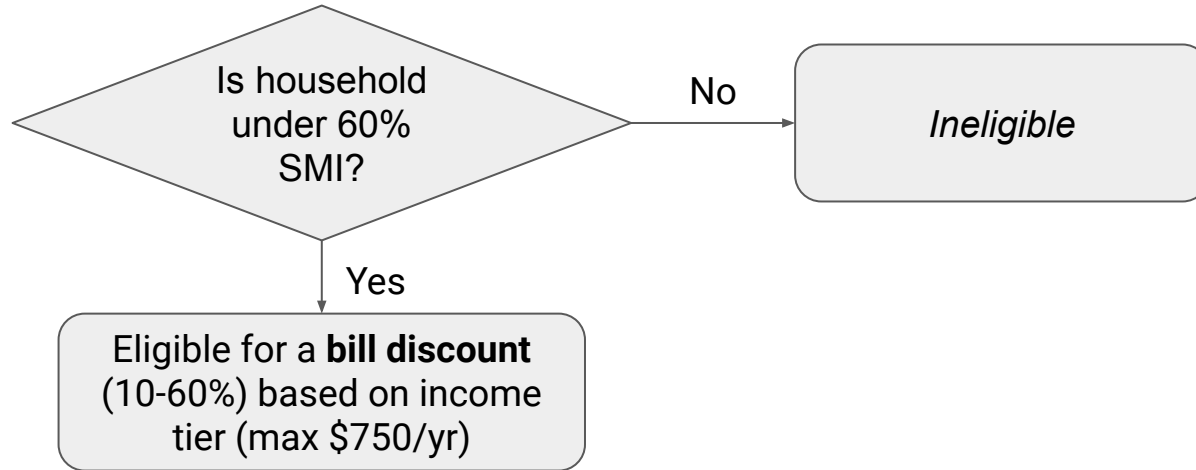 Is household
under 60%
SMI?
No
Ineligible
Yes
Eligible for a bill discount
(10-60%) based on income
tier (max $750/yr)